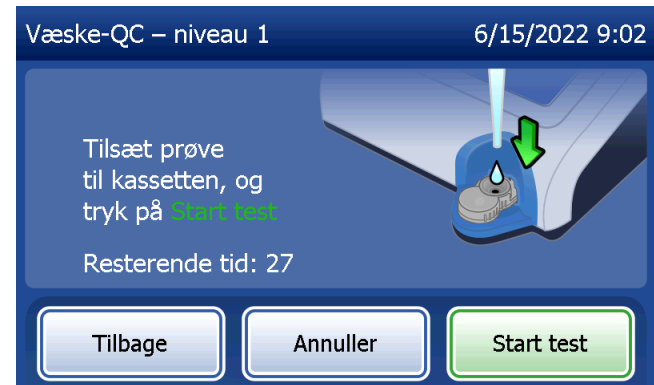 Væske-QC – niveau 1
6/15/2022 9:02
Tilsæt prøve
til kassetten, og
tryk på Start test
Resterende tid: 27
Tilbage
Annuller
Start test